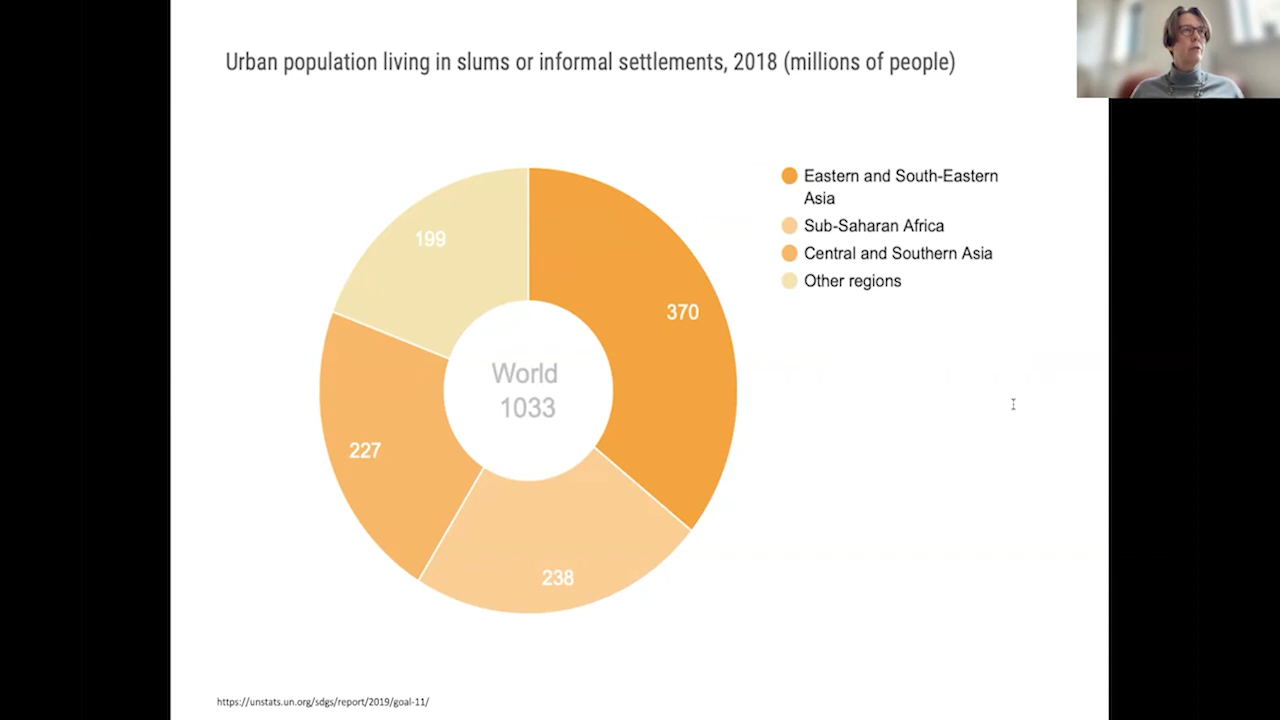 Urban population living in slums or informal settlements, 2018 (millions of people)
Eastern and South-Eastern
Asia
Sub-Saharan Africa
Central and Southern Asia
Other regions
199
370
World
1033
227
238
https://unstats.un.org/sdgs/report/2019/goal-11/